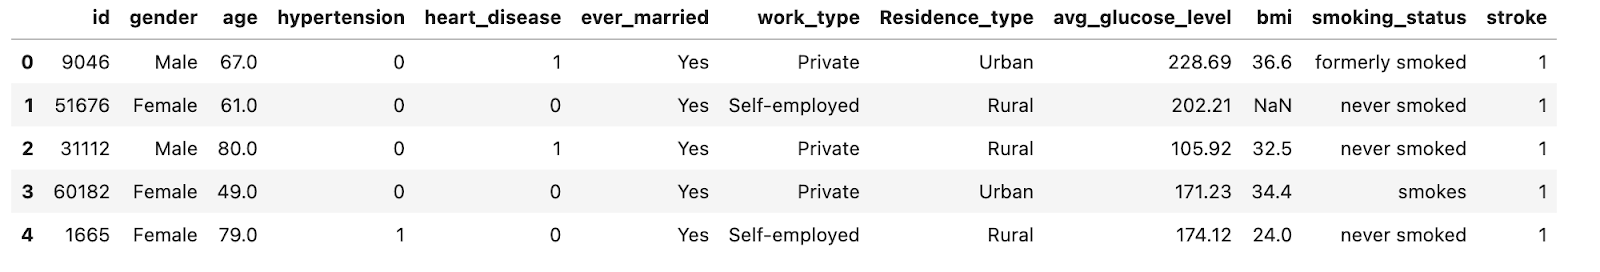 id gender age hypertension heart_disease ever_married work_type Residence_type avg_glucose_level bmi smoking_status stroke
0 9046 Male 67.0 0 1 Yes Private Urban 228.69 36.6 formerly smoked 1
1 51676 Female 61.0 0 0 Yes Self-employed Rural 202.21 NaN never smoked 1
2 31112 Male 80.0 0 1 Yes Private Rural 105.92 32.5 never smoked 1
3 60182 Female 49.0 0 0 Yes Private Urban 171.23 34.4 smokes 1
4 1665 Female 79.0 1 0 Yes Self-employed Rural 174.12 24.0 never smoked 1